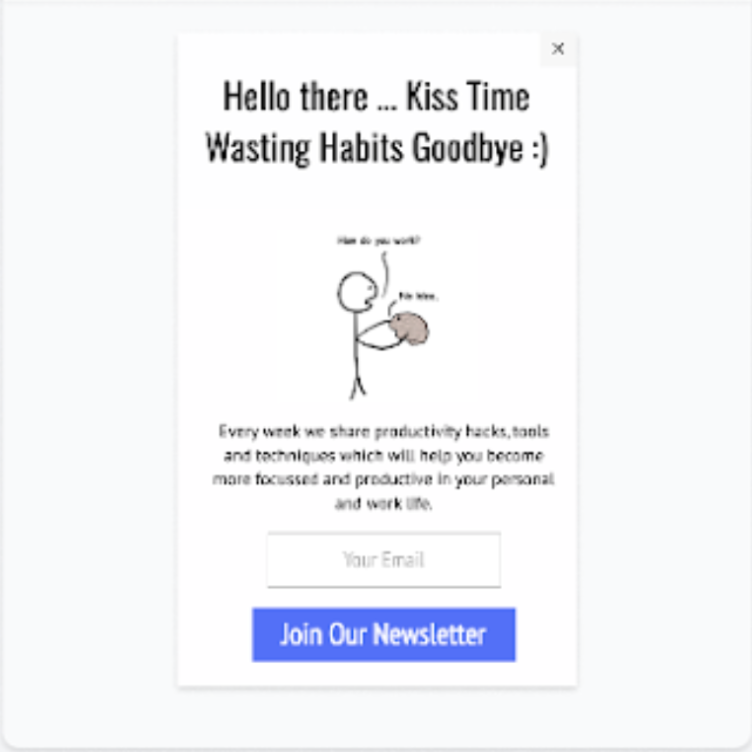 Hello there ... Kiss Time
Wasting Habits Goodbye :)
How do you work?
No idea.
Every week we share productivity hacks, tools
and techniques which will help you become
more focussed and productive in your personal
and work life.
Your Email
Join Our Newsletter